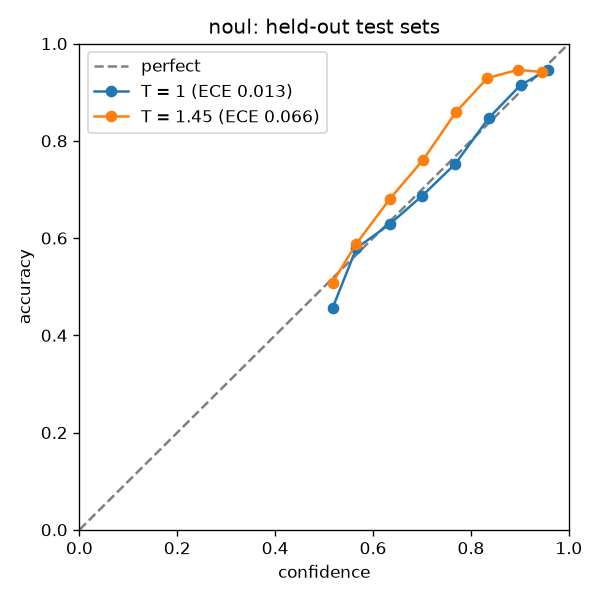 noul: held-out test sets
perfect
T = 1 (ECE 0.013)
T = 1.45 (ECE 0.066)
1.0
0.8
0.6
0.4
0.2
0.0
accuracy
0.0 0.2 0.4 0.6 0.8 1.0
confidence